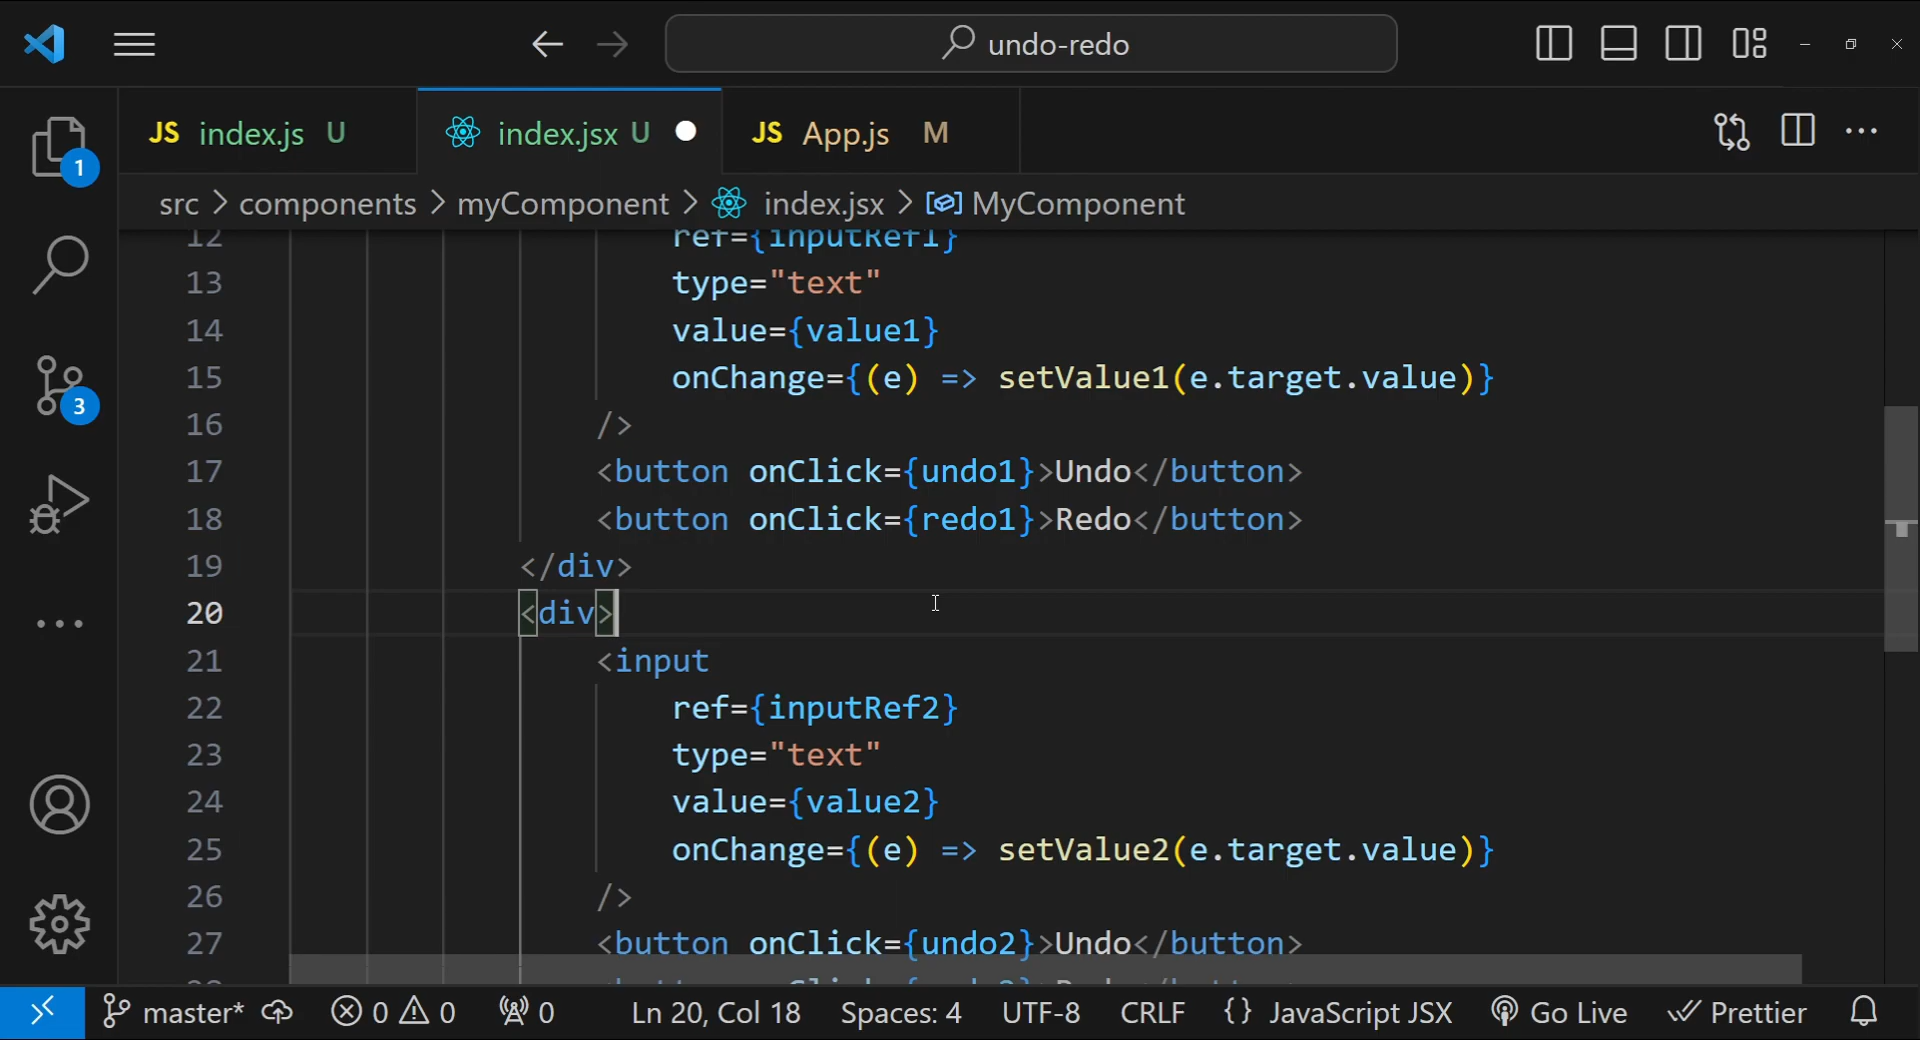 undo-redo
JS index.js U
index.jsx U
JS App.js M
src > components > myComponent > index.jsx > MyComponent
1
3
12 ref={inputRef1}
13 type="text"
14 value={value1}
15 onChange={(e) => setValue1(e.target.value)}
16 />
17 <button onClick={undo1}>Undo</button>
18 <button onClick={redo1}>Redo</button>
19 </div>
20 <div>
21 <input
22 ref={inputRef2}
23 type="text"
24 value={value2}
25 onChange={(e) => setValue2(e.target.value)}
26 />
27 <button onClick={undo2}>Undo</button>
master* 0 0 0 Ln 20, Col 18 Spaces: 4 UTF-8 CRLF {} JavaScript JSX Go Live Prettier